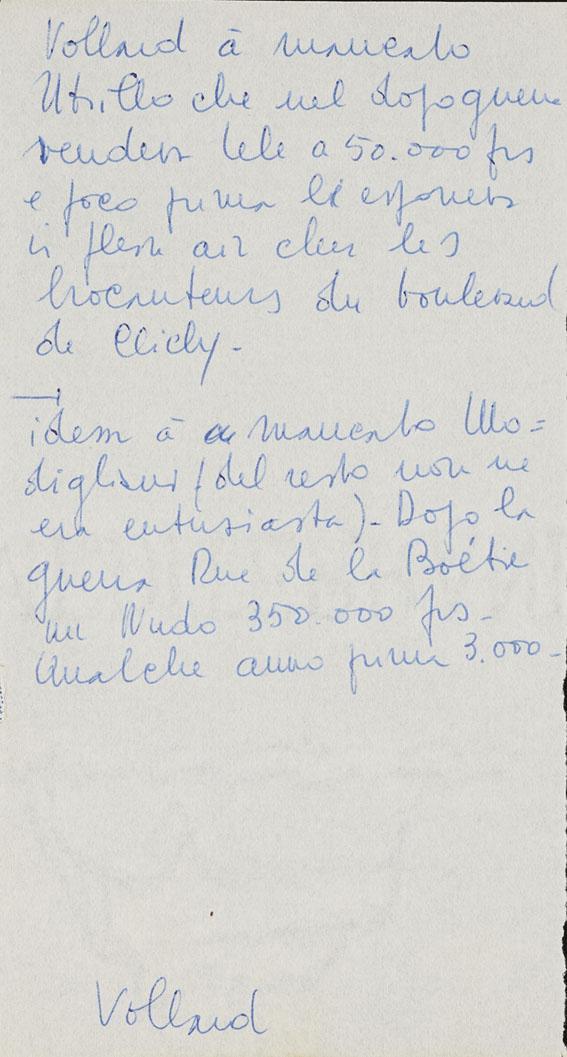 Vollard à mancato
Utrillo che nel dopoguerra
vendeva tele a 50.000 frs
e poco prima li esponeva
in plein air chez les
brocanteurs du boulevard
de Clichy -
idem à mancato Mo=
digliani (del resto non ne
era entusiasta) - Dopo la
guerra Rue de la Boétie
un Nudo 350.000 frs -
Qualche anno prima 3.000 -
Vollard